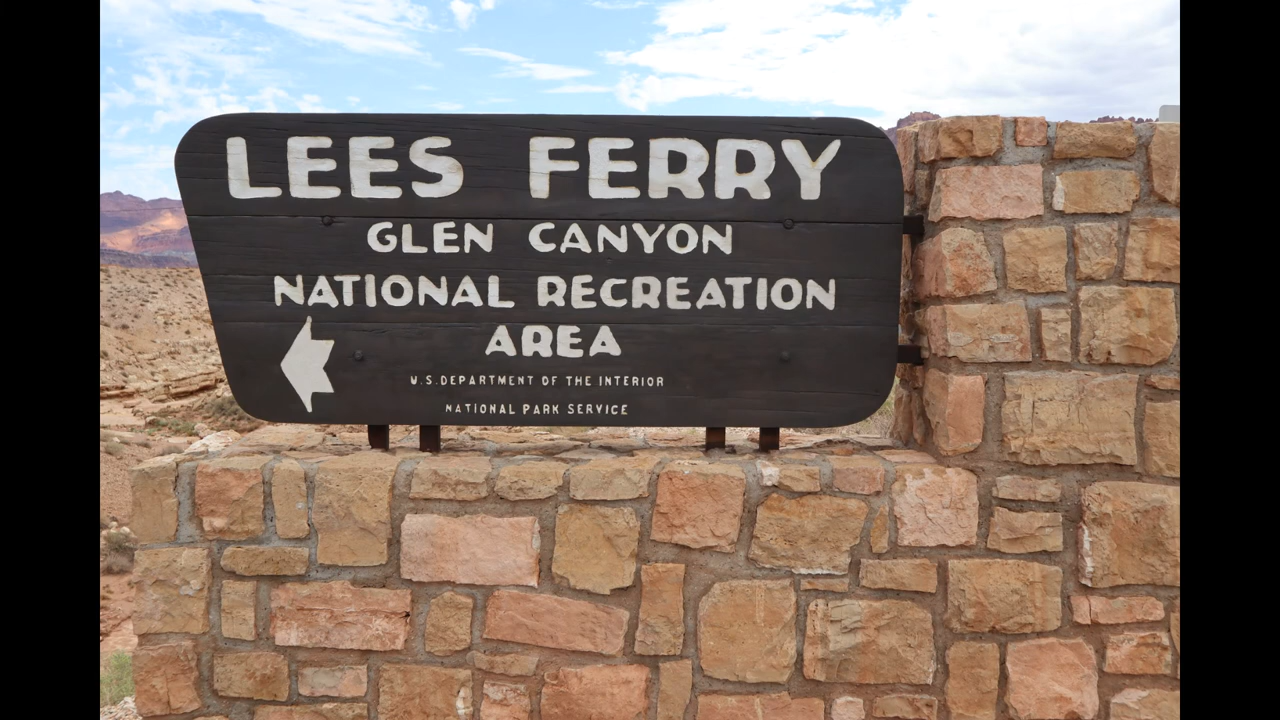 LEES FERRY
GLEN CANYON
NATIONAL RECREATION
AREA
U.S. DEPARTMENT OF THE INTERIOR
NATIONAL PARK SERVICE